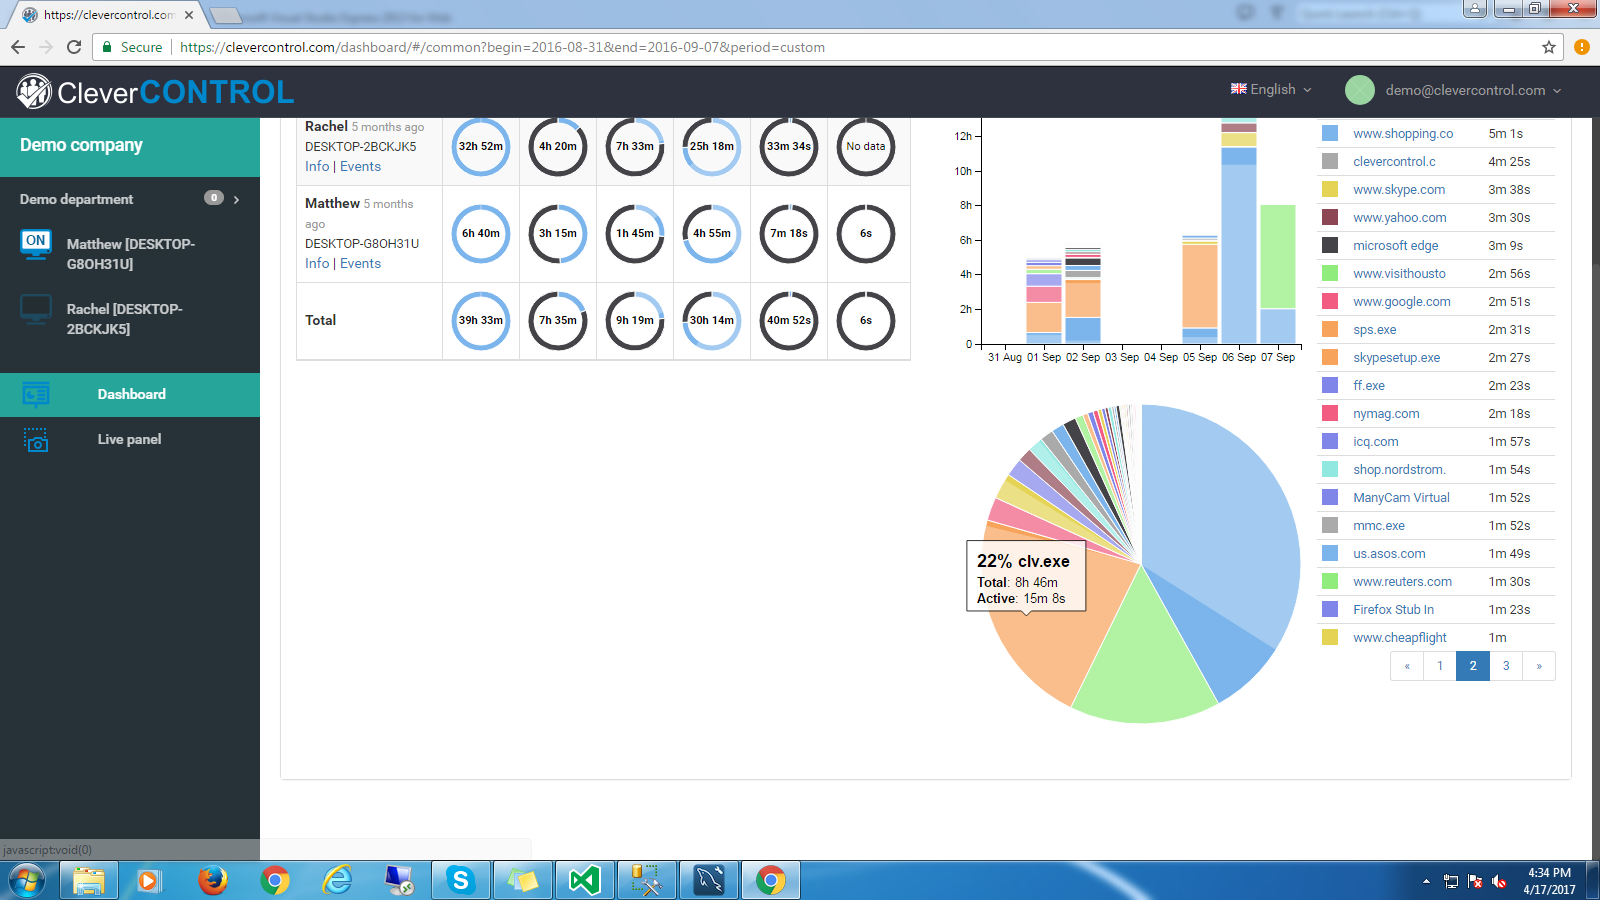 https://clevercontrol.com
Secure
https://clevercontrol.com/dashboard/#/common?begin=2016-08-31&end=2016-09-07&period=custom
CleverCONTROL
English
demo@clevercontrol.com
Demo company
Demo department
0
ON
Matthew [DESKTOP-
G8OH31U]
Rachel [DESKTOP-
2BCKJK5]
Dashboard
Live panel
Rachel 5 months ago
DESKTOP-2BCKJK5
Info | Events
32h 52m
4h 20m
7h 33m
25h 18m
33m 34s
No data
Matthew 5 months
ago
DESKTOP-G8OH31U
Info | Events
6h 40m
3h 15m
1h 45m
4h 55m
7m 18s
6s
Total
39h 33m
7h 35m
9h 19m
30h 14m
40m 52s
6s
12h
10h
8h
6h
4h
2h
0
31 Aug
01 Sep
02 Sep
03 Sep
04 Sep
05 Sep
06 Sep
07 Sep
22% clv.exe
Total: 8h 46m
Active: 15m 8s
www.shopping.co 5m 1s
clevercontrol.c 4m 25s
www.skype.com 3m 38s
www.yahoo.com 3m 30s
microsoft edge 3m 9s
www.visithousto 2m 56s
www.google.com 2m 51s
sps.exe 2m 31s
skypesetup.exe 2m 27s
ff.exe 2m 23s
nymag.com 2m 18s
icq.com 1m 57s
shop.nordstrom. 1m 54s
ManyCam Virtual 1m 52s
mmc.exe 1m 52s
us.asos.com 1m 49s
www.reuters.com 1m 30s
Firefox Stub In 1m 23s
www.cheapflight 1m
« 1 2 3 »
javascript:void(0)
4:34 PM
4/17/2017